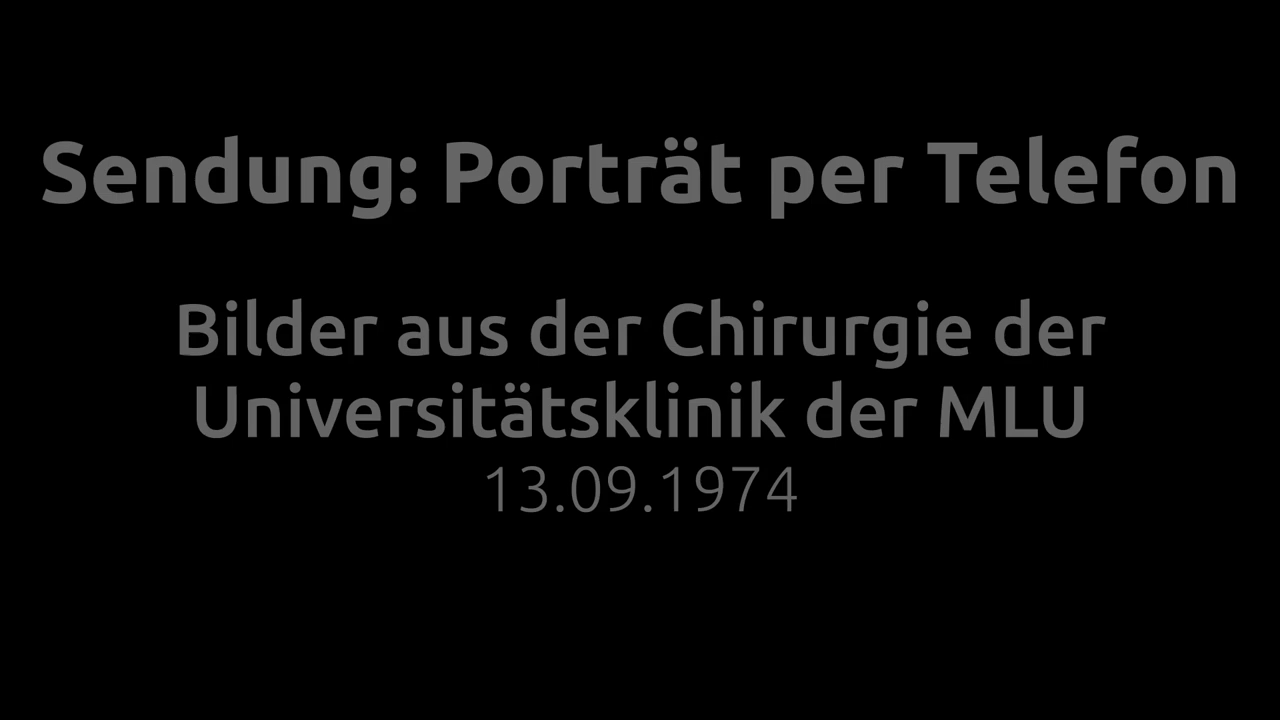 Sendung: Porträt per Telefon
Bilder aus der Chirurgie der
Universitätsklinik der MLU
13.09.1974